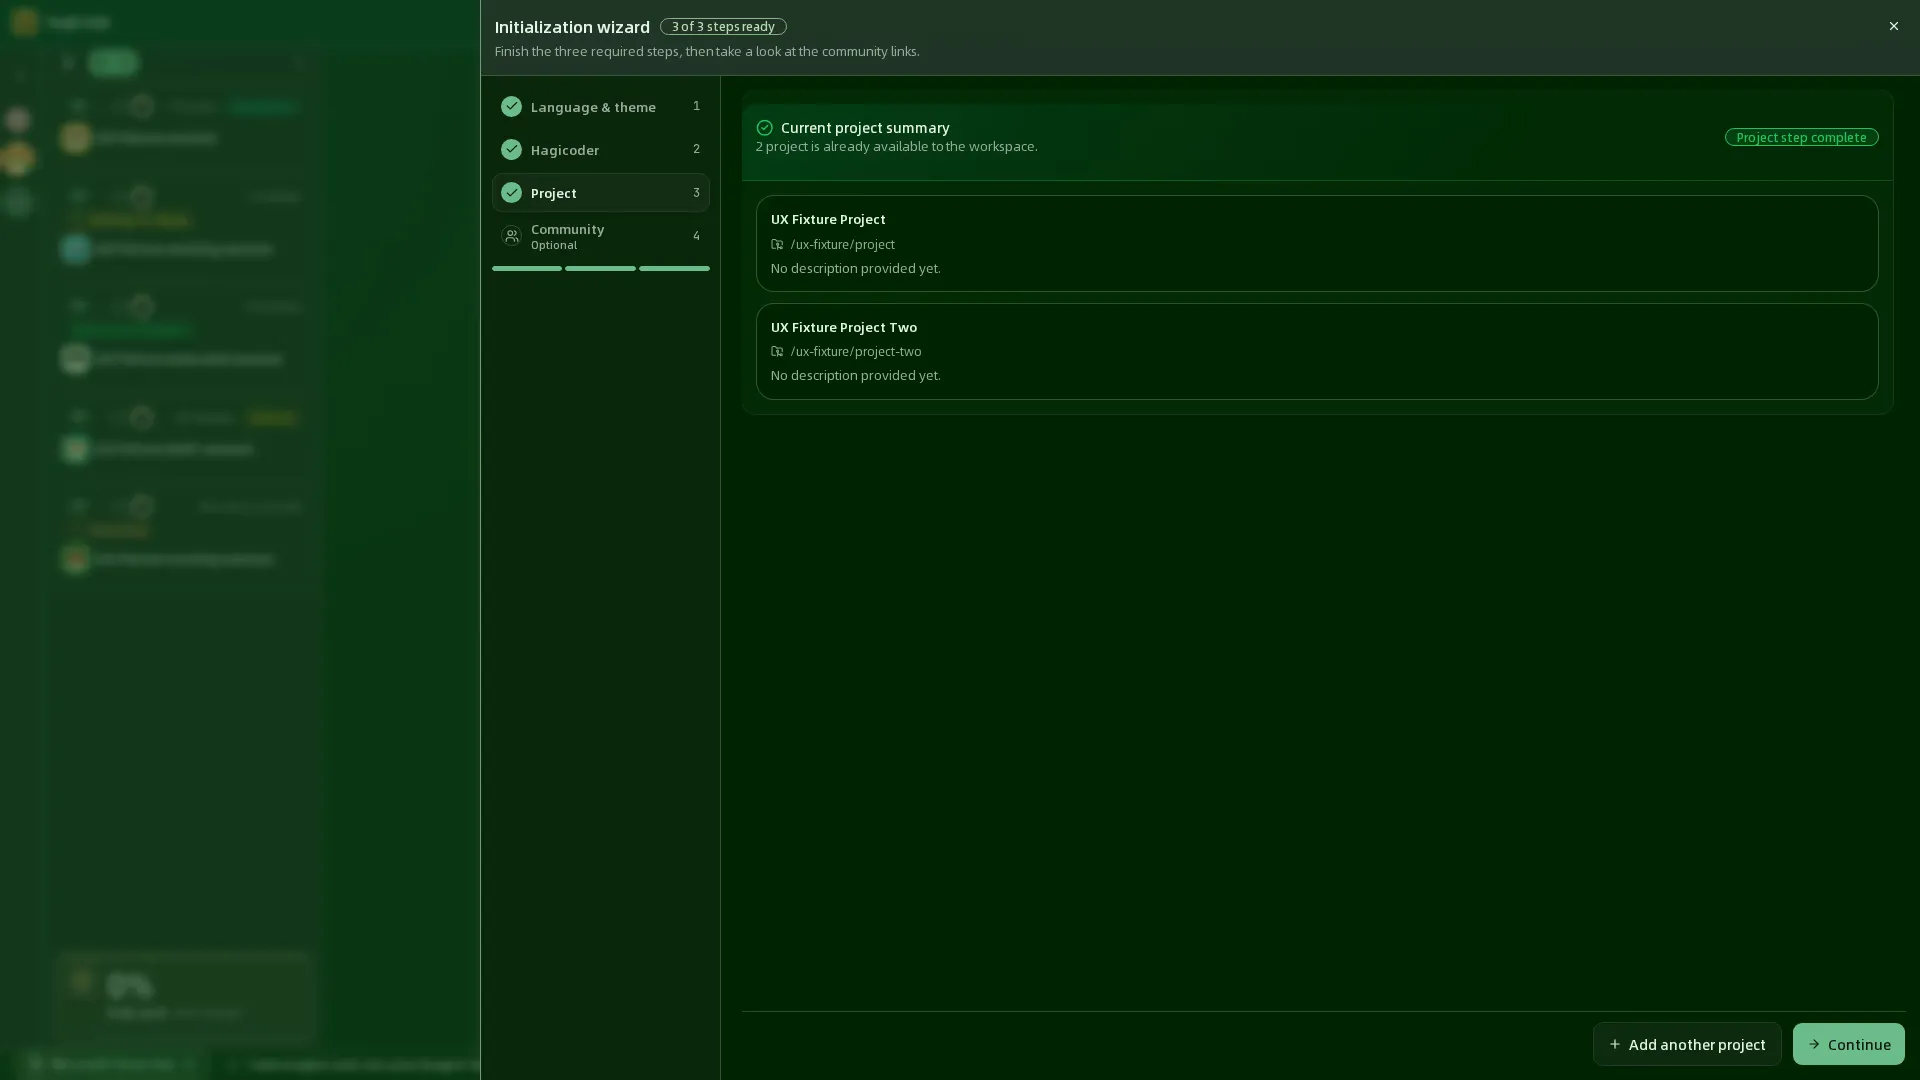 Initialization wizard
3 of 3 steps ready
Finish the three required steps, then take a look at the community links.
Language & theme
1
Hagicoder
2
Project
3
Community
Optional
4
Current project summary
2 project is already available to the workspace.
Project step complete
UX Fixture Project
/ux-fixture/project
No description provided yet.
UX Fixture Project Two
/ux-fixture/project-two
No description provided yet.
Add another project
Continue